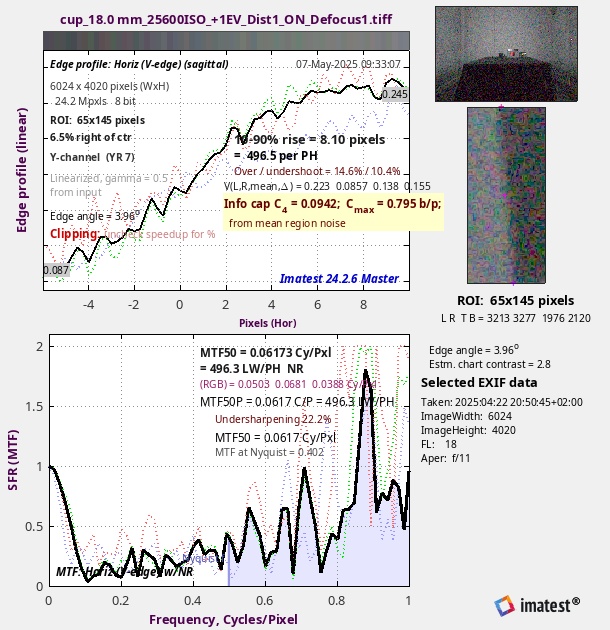 cup_18.0 mm_25600ISO_+1EV_Dist1_ON_Defocus1.tiff
Edge profile: Horiz (V-edge) (sagittal)
07-May-2025 09:33:07
6024 x 4020 pixels (WxH)
24.2 Mpxls   8 bit
ROI:  65x145 pixels
6.5% right of ctr
Y-channel  (YR 7)
Linearized, gamma = 0.5
from input
Edge angle = 3.96°
Clipping:
speedup for %
0.245
0.087
10-90% rise = 8.10 pixels
= 496.5 per PH
Over / undershoot = 14.6% / 10.4%
V(L,R,mean,Δ) = 0.223  0.0857  0.138  0.155
Info cap C4 = 0.0942;  Cmax = 0.795 b/p;
from mean region noise
Imatest 24.2.6 Master
Edge profile (linear)
-4 -2 0 2 4 6 8
Pixels (Hor)
ROI:  65x145 pixels
L R  T B = 3213 3277  1976 2120
Edge angle = 3.96°
Estm. chart contrast = 2.8
Selected EXIF data
Taken: 2025:04:22 20:50:45+02:00
ImageWidth:  6024
ImageHeight:  4020
FL:   18
Aper:  f/11
MTF50 = 0.06173 Cy/Pxl
= 496.3 LW/PH  NR
(RGB) = 0.0503  0.0681  0.0388 Cy/Pxl
MTF50P = 0.0617 C/P = 496.3 LW/PH
Undersharpening 22.2%
MTF50 = 0.0617 Cy/Pxl
MTF at Nyquist = 0.402
Nyquist
MTF: Horiz (V-edge) w/NR
SFR (MTF)
2
1.5
1
0.5
0
0 0.2 0.4 0.6 0.8 1
Frequency, Cycles/Pixel
imatest®